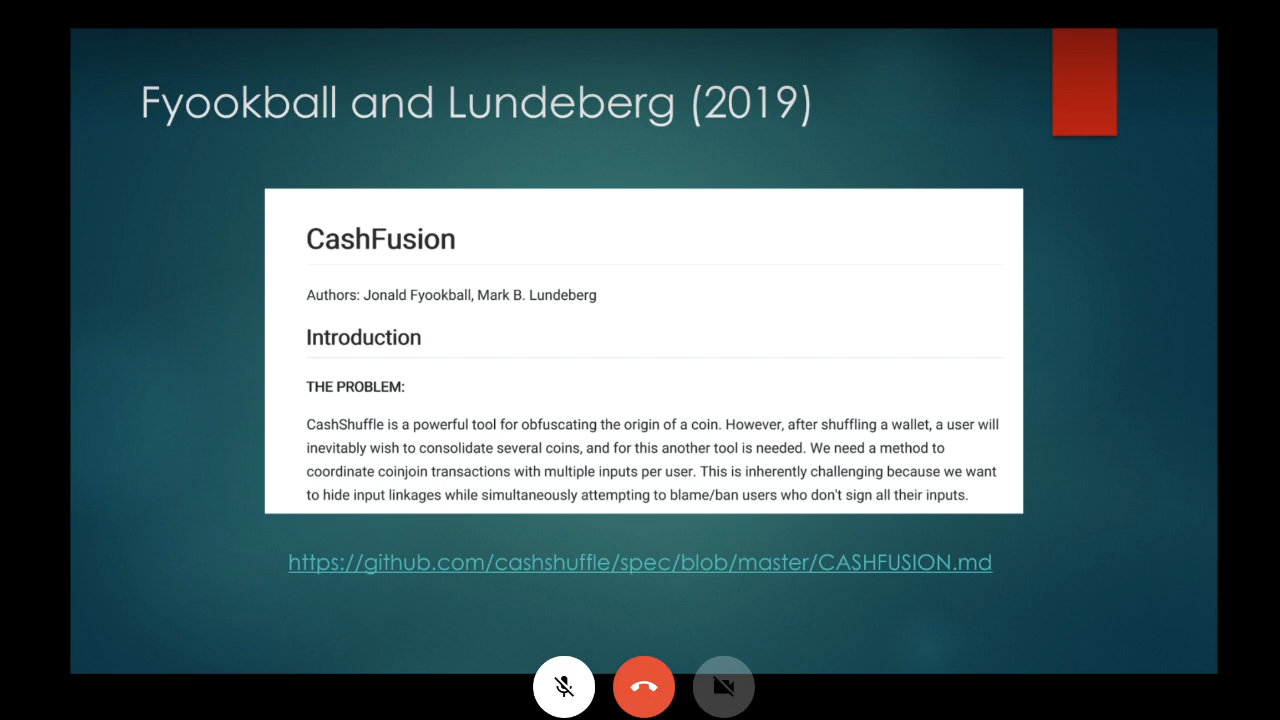 Fyookball and Lundeberg (2019)
CashFusion
Authors: Jonald Fyookball, Mark B. Lundeberg
Introduction
THE PROBLEM:
CashShuffle is a powerful tool for obfuscating the origin of a coin. However, after shuffling a wallet, a user will
inevitably wish to consolidate several coins, and for this another tool is needed. We need a method to
coordinate coinjoin transactions with multiple inputs per user. This is inherently challenging because we want
to hide input linkages while simultaneously attempting to blame/ban users who don't sign all their inputs.
https://github.com/cashshuffle/spec/blob/master/CASHFUSION.md